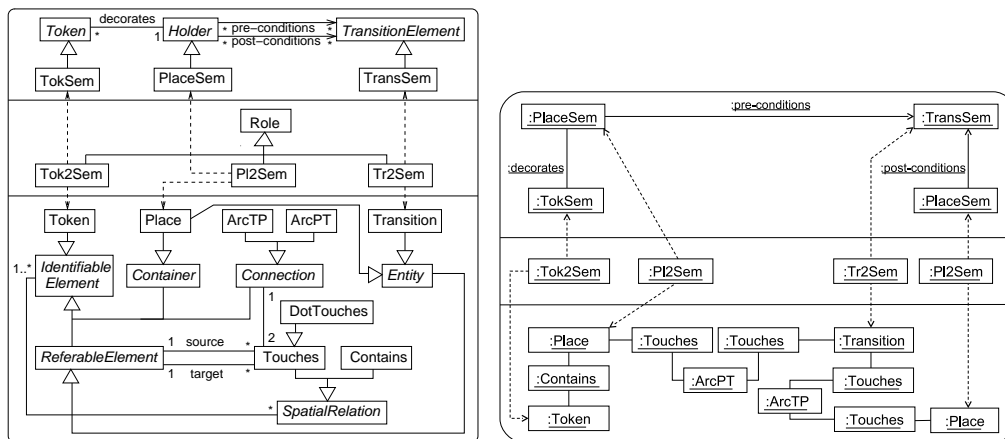 decorates
Token * 1 Holder * pre−conditions * TransitionElement
* post−conditions *
TokSem PlaceSem TransSem
Role
Tok2Sem Pl2Sem Tr2Sem
Token Place ArcTP ArcPT Transition
1..* Identifiable Element Container Connection Entity
1
DotTouches
2
ReferableElement 1 source * Touches Contains
1 target *
* SpatialRelation
:pre−conditions
:PlaceSem :TransSem
:decorates :post−conditions
:TokSem :PlaceSem
:Tok2Sem :Pl2Sem :Tr2Sem :Pl2Sem
:Place :Touches :Touches :Transition
:Contains :ArcPT :Touches
:ArcTP
:Token :Touches :Place